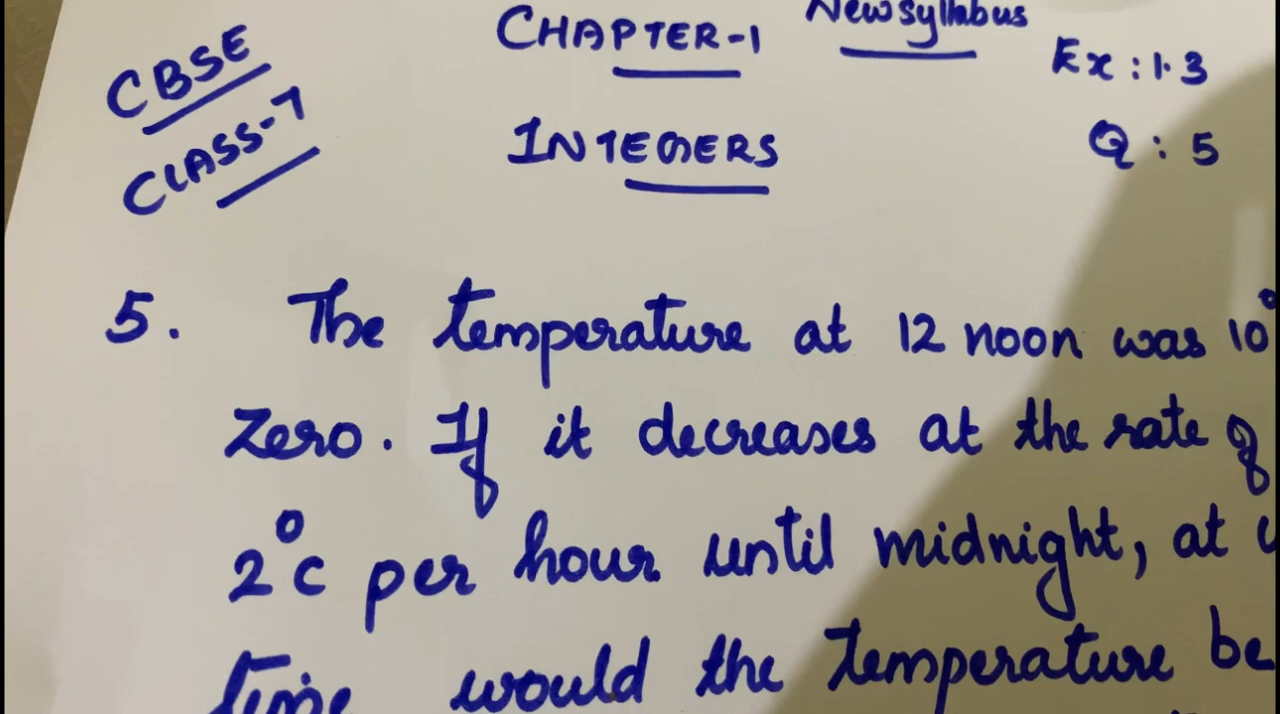 CBSE
CLASS-7
CHAPTER-1
New syllabus
INTEGERS
Ex : 1.3
Q : 5
5. The temperature at 12 noon was 10°
Zero. If it decreases at the rate of
2°c per hour until midnight, at
time would the temperature be